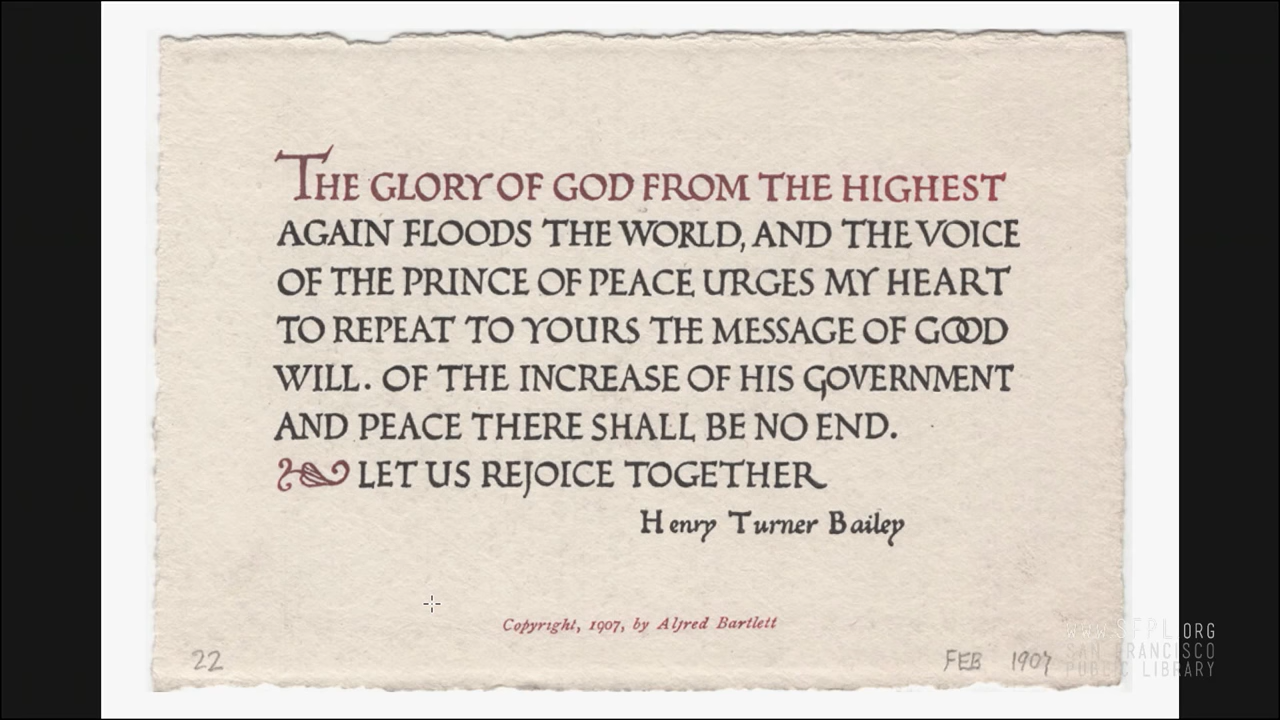 THE GLORY OF GOD FROM THE HIGHEST
AGAIN FLOODS THE WORLD, AND THE VOICE
OF THE PRINCE OF PEACE URGES MY HEART
TO REPEAT TO YOURS THE MESSAGE OF GOOD
WILL. OF THE INCREASE OF HIS GOVERNMENT
AND PEACE THERE SHALL BE NO END.
LET US REJOICE TOGETHER
Henry Turner Bailey
Copyright, 1907, by Alfred Bartlett
22 FEB 1907
WWW.SFPL.ORG
SAN FRANCISCO
PUBLIC LIBRARY